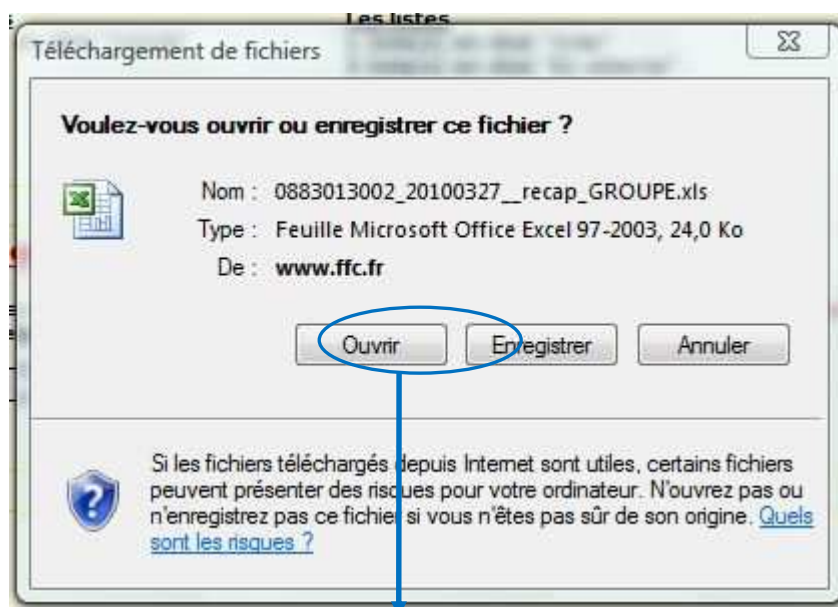 Les listes
Téléchargement de fichiers
Voulez-vous ouvrir ou enregistrer ce fichier ?
Nom : 0883013002_20100327__recap_GROUPE.xls
Type : Feuille Microsoft Office Excel 97-2003, 24,0 Ko
De : www.ffc.fr
Ouvrir Enregistrer Annuler
Si les fichiers téléchargés depuis Internet sont utiles, certains fichiers
peuvent présenter des risques pour votre ordinateur. N'ouvrez pas ou
n'enregistrez pas ce fichier si vous n'êtes pas sûr de son origine. Quels
sont les risques ?